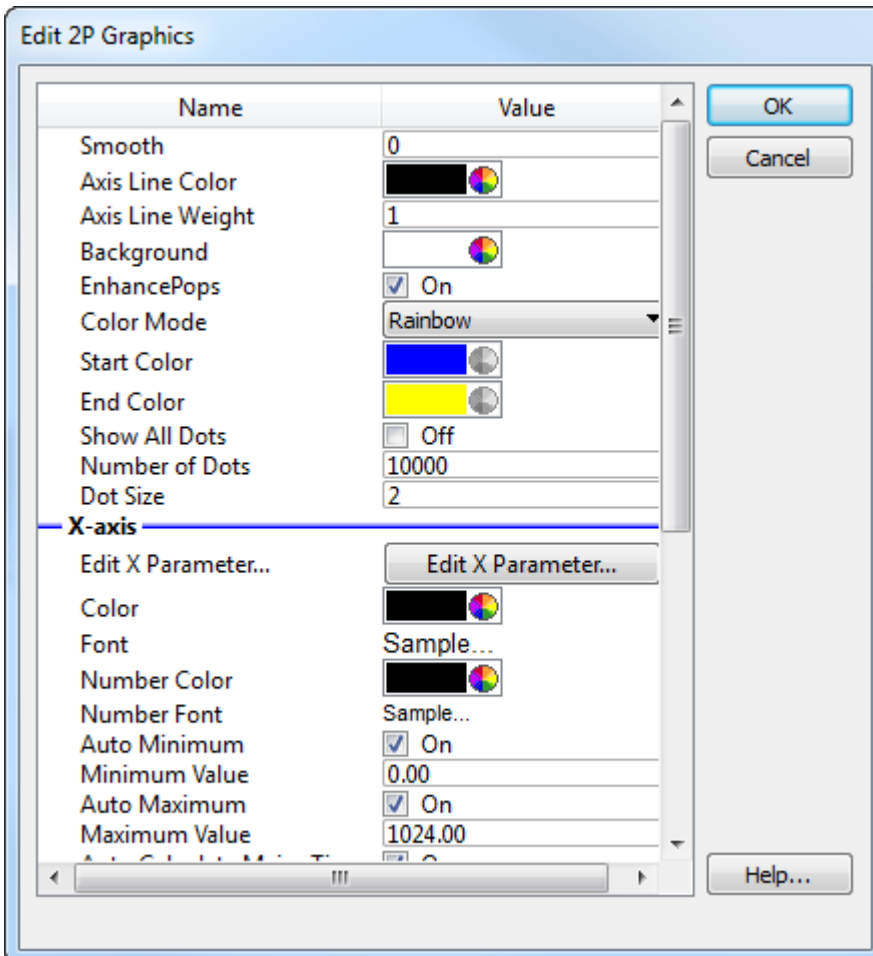 Edit 2P Graphics
Name Value
OK
Cancel
Smooth 0
Axis Line Color
Axis Line Weight 1
Background
EnhancePops On
Color Mode Rainbow
Start Color
End Color
Show All Dots Off
Number of Dots 10000
Dot Size 2
X-axis
Edit X Parameter... Edit X Parameter...
Color
Font Sample...
Number Color
Number Font Sample...
Auto Minimum On
Minimum Value 0.00
Auto Maximum On
Maximum Value 1024.00
Help...